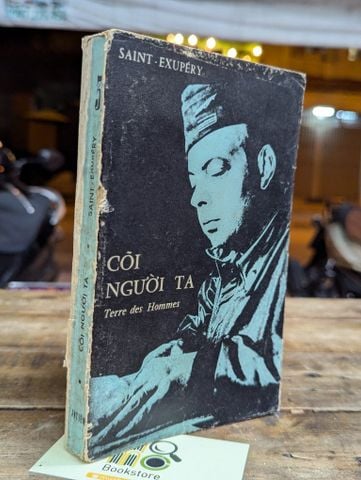 SAINT-EXUPÉRY
CÕI
NGƯỜI TA
Terre des Hommes
SAINT-EXUPÉRY
CÕI NGƯỜI TA
Bookstore